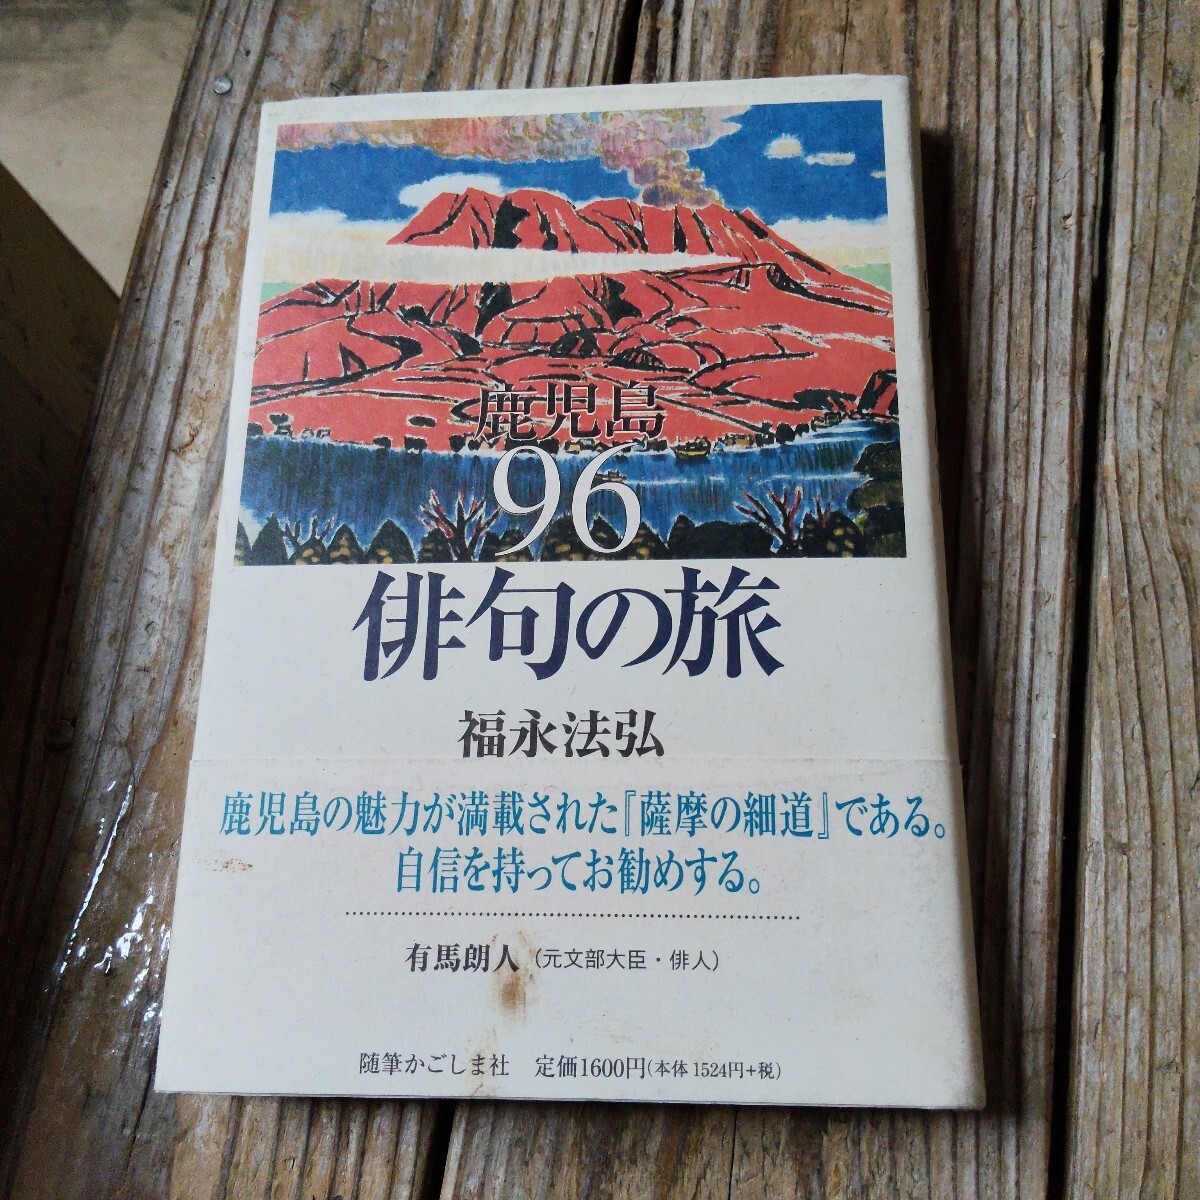 鹿児島
96
俳句の旅
福永法弘
鹿児島の魅力が満載された『薩摩の細道』である。
自信を持ってお勧めする。
有馬朗人（元文部大臣・俳人）
随筆かごしま社 定価1600円(本体 1524円+税)